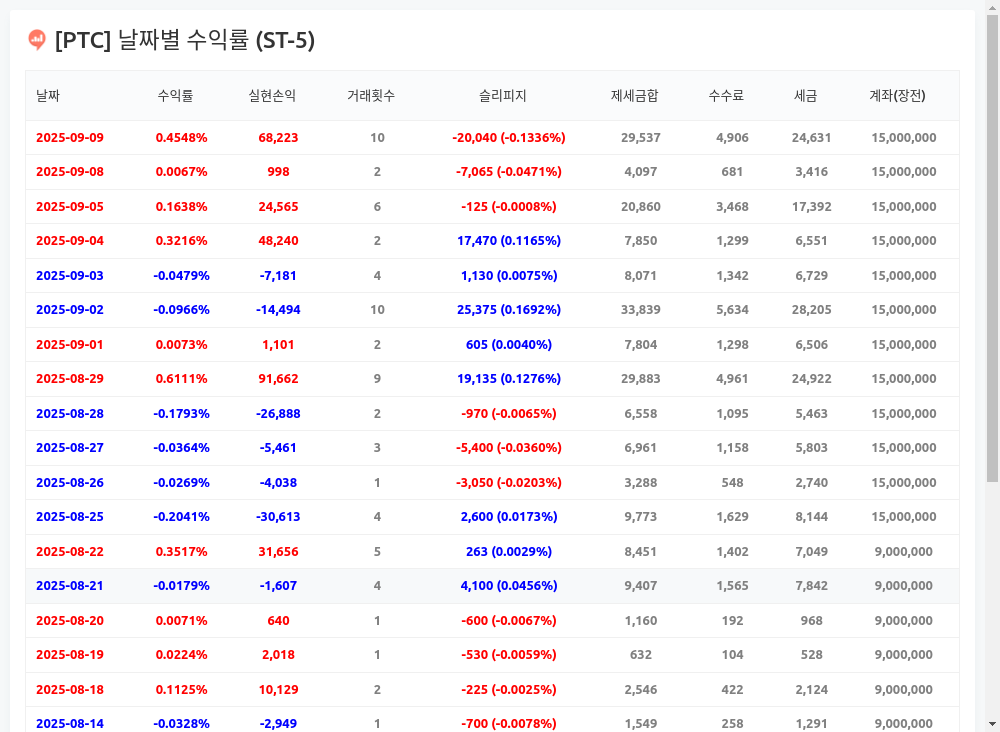 [PTC] 날짜별 수익률 (ST-5)
날짜 수익률 실현손익 거래횟수 슬리피지 제세금합 수수료 세금 계좌(장전)
2025-09-09 0.4548% 68,223 10 -20,040 (-0.1336%) 29,537 4,906 24,631 15,000,000
2025-09-08 0.0067% 998 2 -7,065 (-0.0471%) 4,097 681 3,416 15,000,000
2025-09-05 0.1638% 24,565 6 -125 (-0.0008%) 20,860 3,468 17,392 15,000,000
2025-09-04 0.3216% 48,240 2 17,470 (0.1165%) 7,850 1,299 6,551 15,000,000
2025-09-03 -0.0479% -7,181 4 1,130 (0.0075%) 8,071 1,342 6,729 15,000,000
2025-09-02 -0.0966% -14,494 10 25,375 (0.1692%) 33,839 5,634 28,205 15,000,000
2025-09-01 0.0073% 1,101 2 605 (0.0040%) 7,804 1,298 6,506 15,000,000
2025-08-29 0.6111% 91,662 9 19,135 (0.1276%) 29,883 4,961 24,922 15,000,000
2025-08-28 -0.1793% -26,888 2 -970 (-0.0065%) 6,558 1,095 5,463 15,000,000
2025-08-27 -0.0364% -5,461 3 -5,400 (-0.0360%) 6,961 1,158 5,803 15,000,000
2025-08-26 -0.0269% -4,038 1 -3,050 (-0.0203%) 3,288 548 2,740 15,000,000
2025-08-25 -0.2041% -30,613 4 2,600 (0.0173%) 9,773 1,629 8,144 15,000,000
2025-08-22 0.3517% 31,656 5 263 (0.0029%) 8,451 1,402 7,049 9,000,000
2025-08-21 -0.0179% -1,607 4 4,100 (0.0456%) 9,407 1,565 7,842 9,000,000
2025-08-20 0.0071% 640 1 -600 (-0.0067%) 1,160 192 968 9,000,000
2025-08-19 0.0224% 2,018 1 -530 (-0.0059%) 632 104 528 9,000,000
2025-08-18 0.1125% 10,129 2 -225 (-0.0025%) 2,546 422 2,124 9,000,000
2025-08-14 -0.0328% -2,949 1 -700 (-0.0078%) 1,549 258 1,291 9,000,000